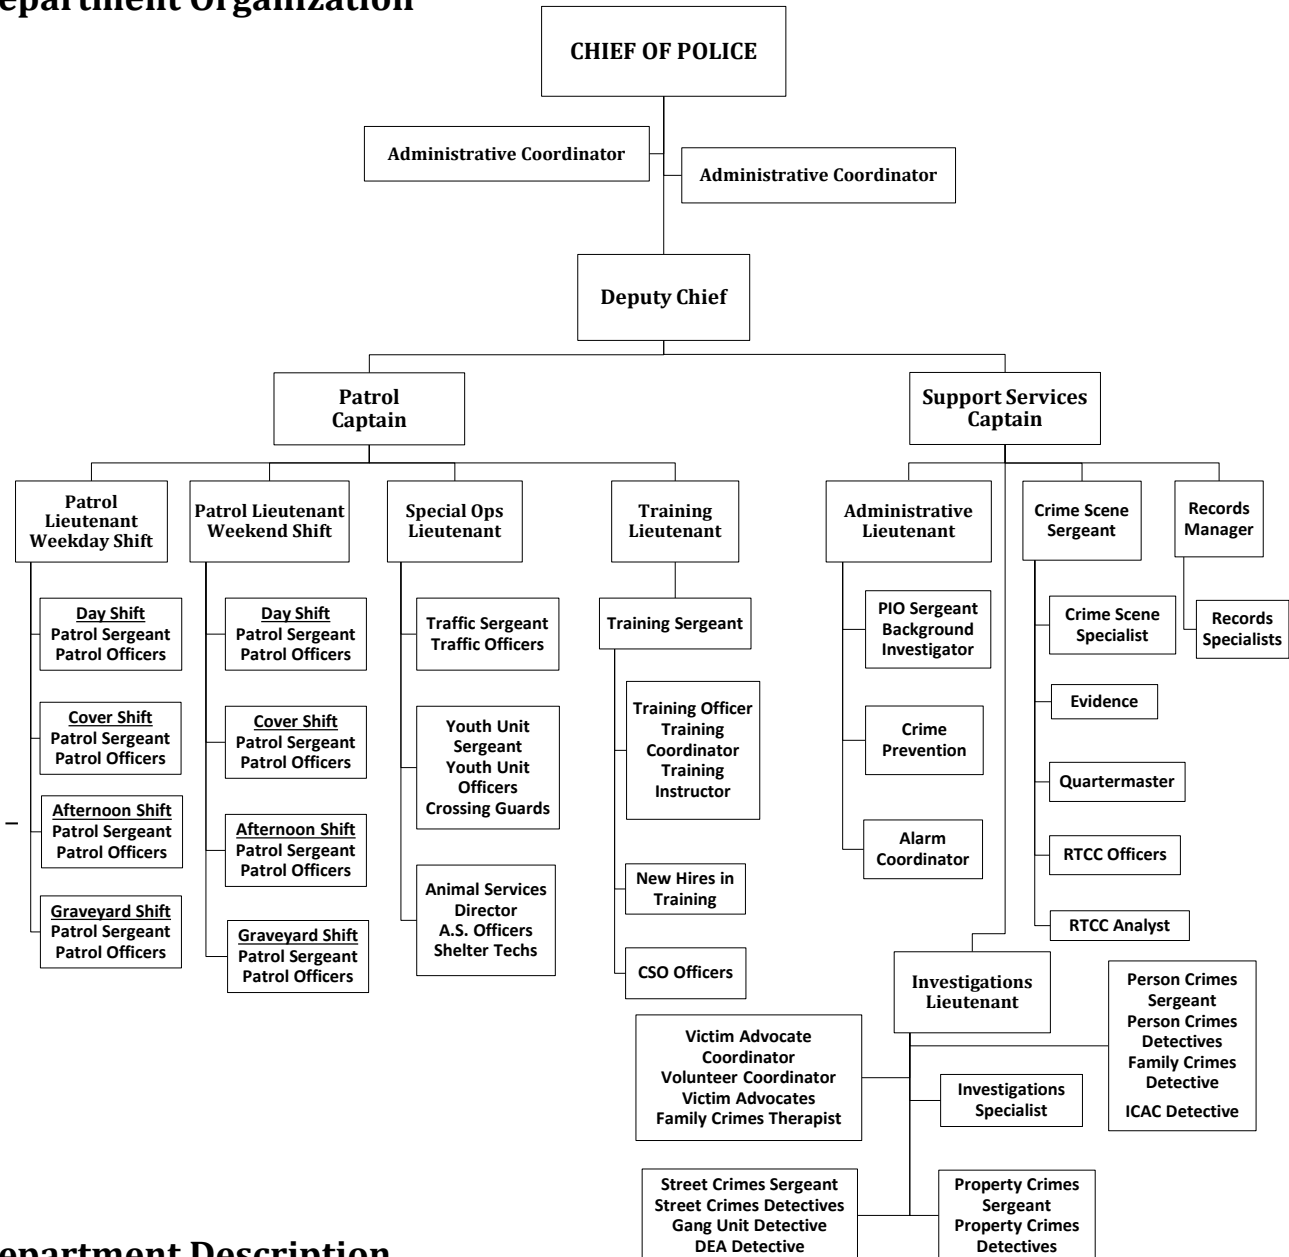 epartment Organization
CHIEF OF POLICE
Administrative Coordinator
Administrative Coordinator
Deputy Chief
Patrol
Captain
Support Services
Captain
Patrol
Lieutenant
Weekday Shift
Patrol Lieutenant
Weekend Shift
Special Ops
Lieutenant
Training
Lieutenant
Administrative
Lieutenant
Crime Scene
Sergeant
Records
Manager
Day Shift
Patrol Sergeant
Patrol Officers
Cover Shift
Patrol Sergeant
Patrol Officers
Afternoon Shift
Patrol Sergeant
Patrol Officers
Graveyard Shift
Patrol Sergeant
Patrol Officers
Day Shift
Patrol Sergeant
Patrol Officers
Cover Shift
Patrol Sergeant
Patrol Officers
Afternoon Shift
Patrol Sergeant
Patrol Officers
Graveyard Shift
Patrol Sergeant
Patrol Officers
Traffic Sergeant
Traffic Officers
Youth Unit
Sergeant
Youth Unit
Officers
Crossing Guards
Animal Services
Director
A.S. Officers
Shelter Techs
Training Sergeant
Training Officer
Training
Coordinator
Training
Instructor
New Hires in
Training
CSO Officers
PIO Sergeant
Background
Investigator
Crime
Prevention
Alarm
Coordinator
Crime Scene
Specialist
Evidence
Quartermaster
RTCC Officers
RTCC Analyst
Records
Specialists
Investigations
Lieutenant
Victim Advocate
Coordinator
Volunteer Coordinator
Victim Advocates
Family Crimes Therapist
Investigations
Specialist
Person Crimes
Sergeant
Person Crimes
Detectives
Family Crimes
Detective
ICAC Detective
Street Crimes Sergeant
Street Crimes Detectives
Gang Unit Detective
DEA Detective
Property Crimes
Sergeant
Property Crimes
Detectives
epartment Description